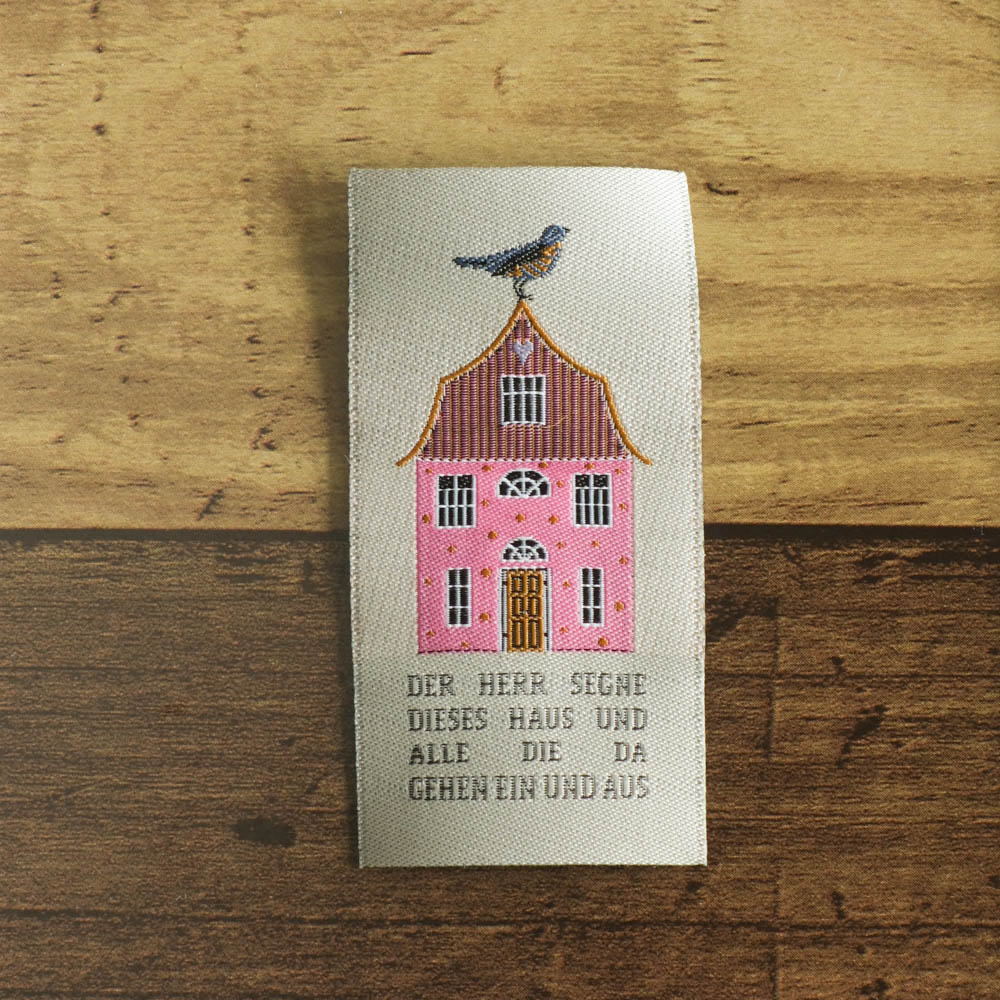 DER HERR SEGNE
DIESES HAUS UND
ALLE DIE DA
GEHEN EIN UND AUS